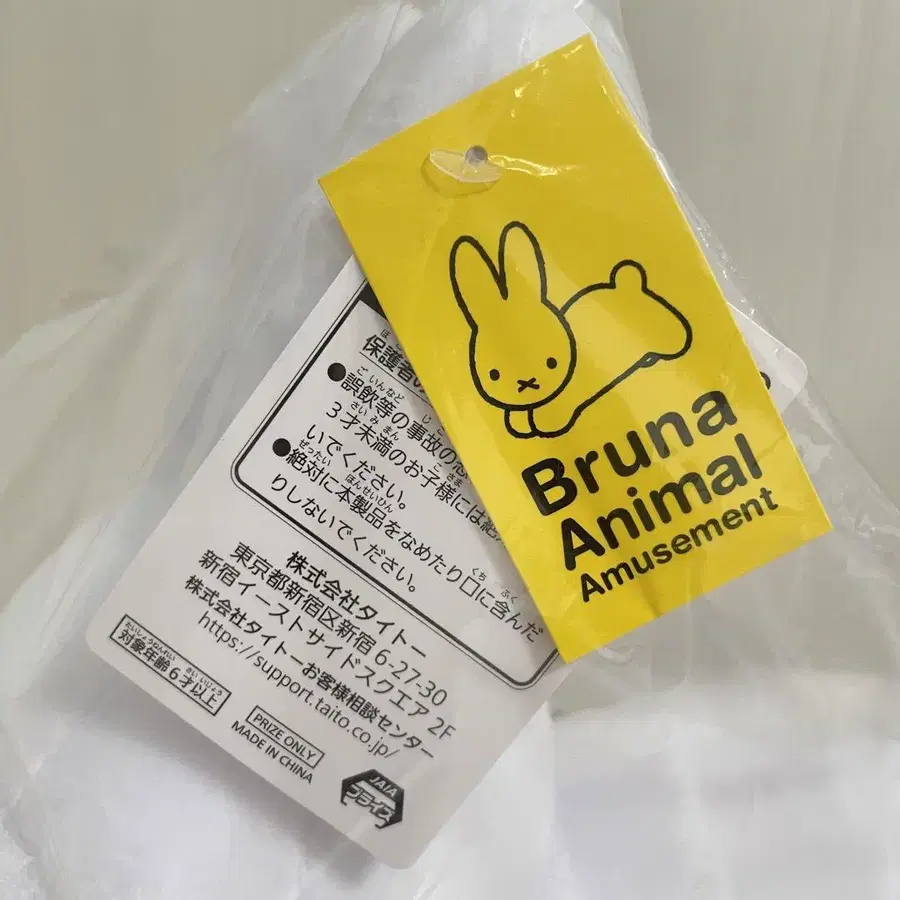 Bruna
Animal
Amusement
保護者の
●誤飲等の事故の恐
３才未満のお子様には絶
いでください。
●絶対に本製品をなめたり口に含んだ
りしないでください。
株式会社タイトー
東京都新宿区新宿 6-27-30
新宿イーストサイドスクエア 2F
株式会社タイトーお客様相談センター
https://support.taito.co.jp/
対象年齢６才以上
PRIZE ONLY
MADE IN CHINA
JAIA
プライズ